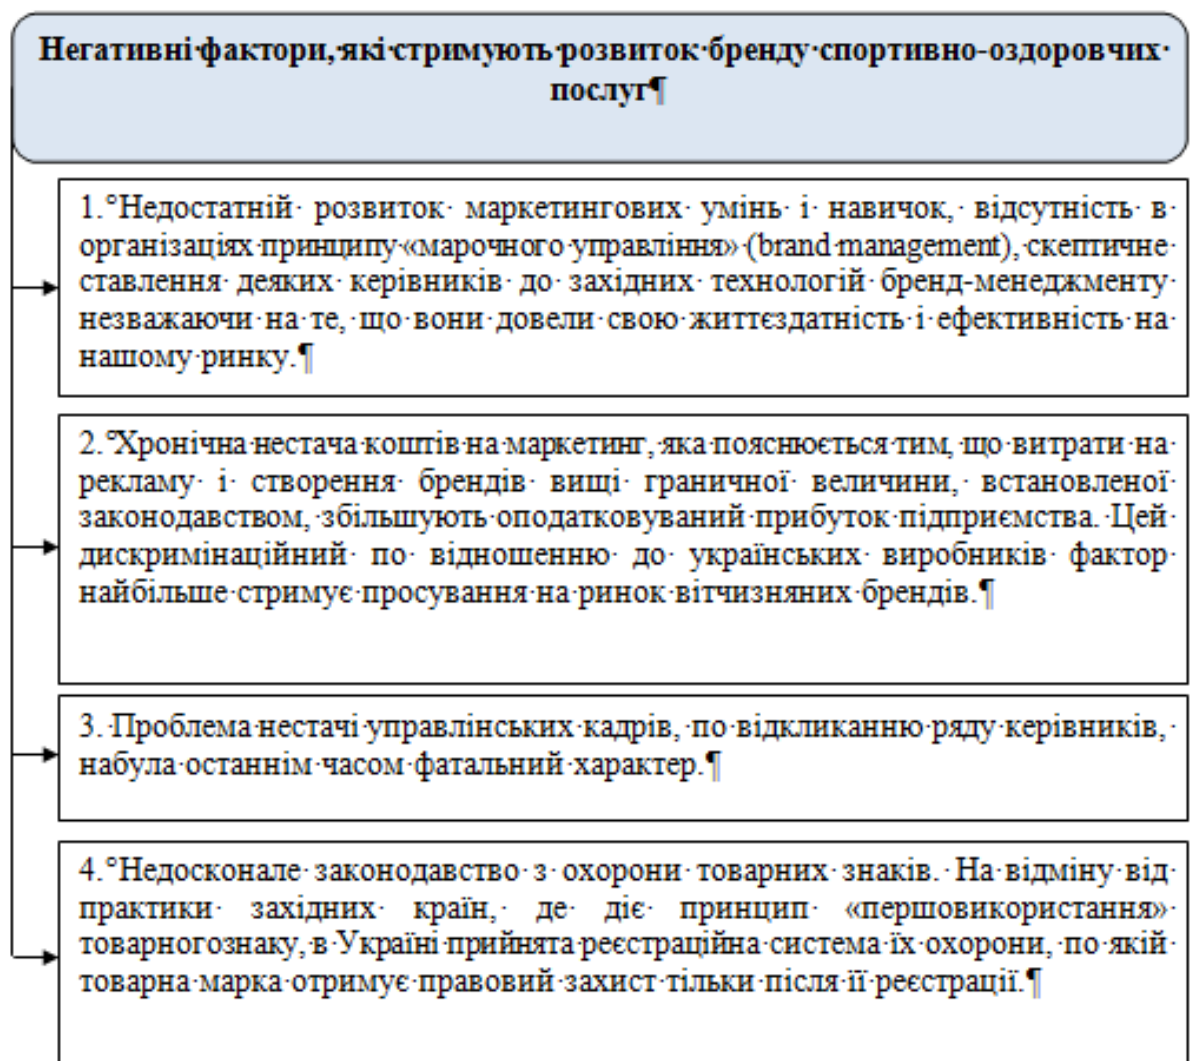 Негативні фактори, які стримують розвиток бренду спортивно-оздоровчих
послуг¶
1.°Недостатній розвиток маркетингових умінь і навичок, відсутність в
організаціях принципу «марочного управління» (brand management), скептичне
ставлення деяких керівників до західних технологій бренд-менеджменту
незважаючи на те, що вони довели свою життєздатність і ефективність на
нашому ринку.¶
2.°Хронічна нестача коштів на маркетинг, яка пояснюється тим, що витрати на
рекламу і створення брендів вищі граничної величини, встановленої
законодавством, збільшують оподатковуваний прибуток підприємства. Цей
дискримінаційний по відношенню до українських виробників фактор
найбільше стримує просування на ринок вітчизняних брендів.¶
3. Проблема нестачі управлінських кадрів, по відкликанню ряду керівників,
набула останнім часом фатальний характер.¶
4.°Недосконале законодавство з охорони товарних знаків. На відміну від
практики західних країн, де діє принцип «першовикористання»
товарногознаку, в Україні прийнята реєстраційна система їх охорони, по якій
товарна марка отримує правовий захист тільки після її реєстрації.¶